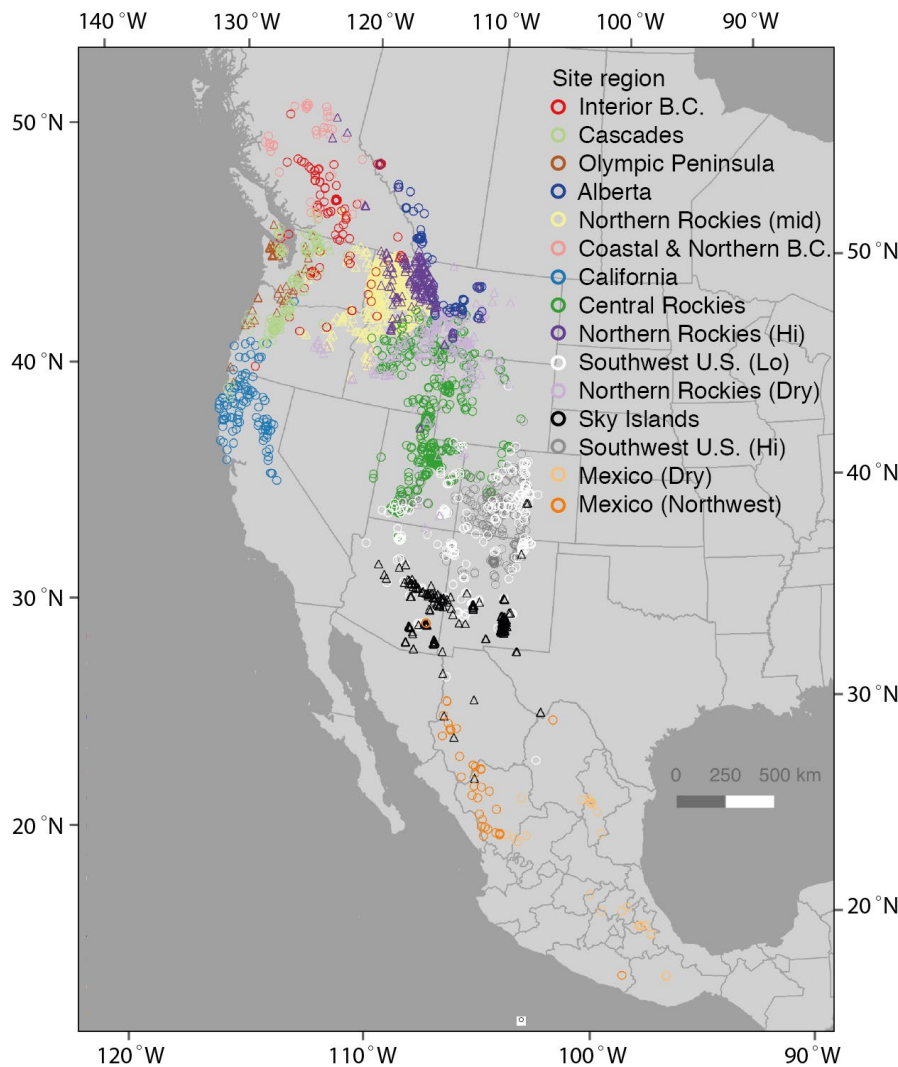 140 °W 130 °W 120 °W 110 °W 100 °W 90 °W
Site region
Interior B.C.
Cascades
Olympic Peninsula
Alberta
Northern Rockies (mid)
Coastal & Northern B.C.
California
Central Rockies
Northern Rockies (Hi)
Southwest U.S. (Lo)
Northern Rockies (Dry)
Sky Islands
Southwest U.S. (Hi)
Mexico (Dry)
Mexico (Northwest)
50 °N
40 °N
30 °N
20 °N
50 °N
40 °N
30 °N
20 °N
0 250 500 km
120 °W 110 °W 100 °W 90 °W